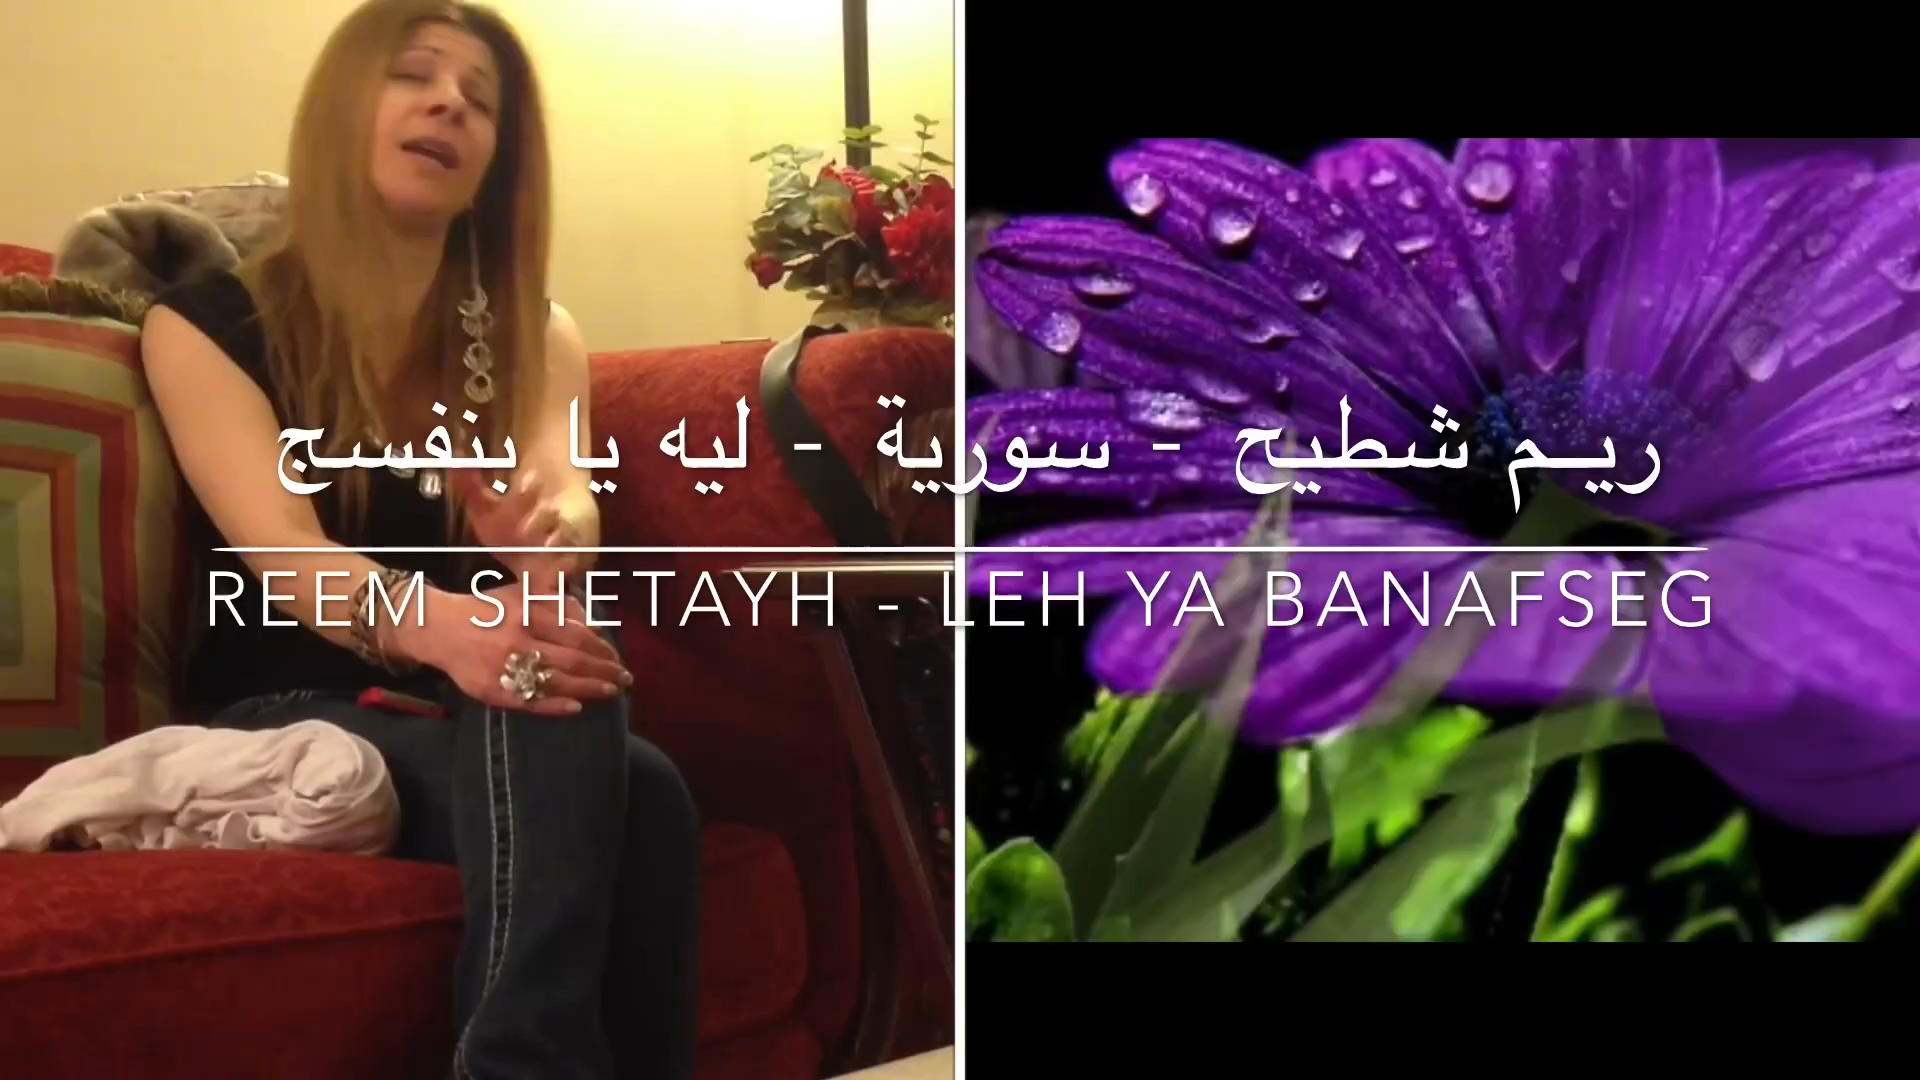 ريم شطيح - سورية - ليه يا بنفسج
REEM SHETAYH - LEH YA BANAFSEG